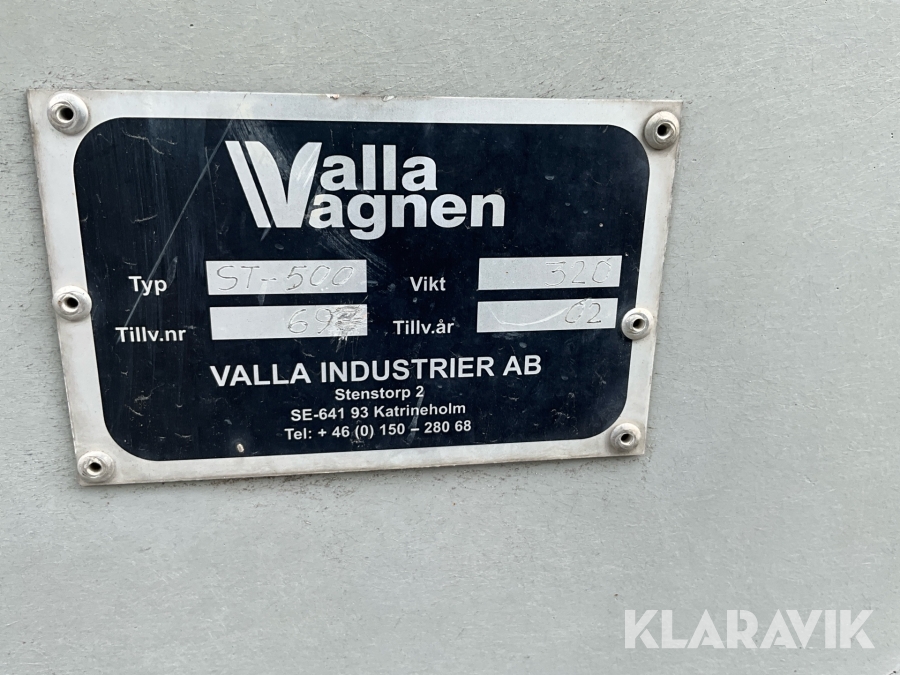 Valla
Vagnen
Typ ST-500 Vikt 320
Tillv.nr Tillv.år 02
VALLA INDUSTRIER AB
Stenstorp 2
SE-641 93 Katrineholm
Tel: + 46 (0) 150 – 280 68
KLARAVIK